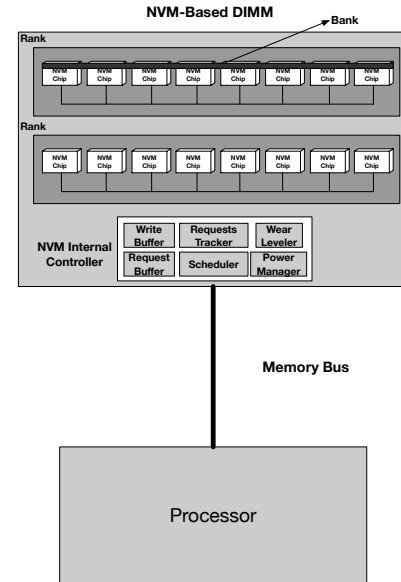 NVM-Based DIMM
Bank
Rank
NVM Chip
NVM Chip
NVM Chip
NVM Chip
NVM Chip
NVM Chip
NVM Chip
NVM Chip
Rank
NVM Chip
NVM Chip
NVM Chip
NVM Chip
NVM Chip
NVM Chip
NVM Chip
NVM Chip
NVM Internal
Controller
Write
Buffer
Requests
Tracker
Wear
Leveler
Request
Buffer
Scheduler
Power
Manager
Memory Bus
Processor